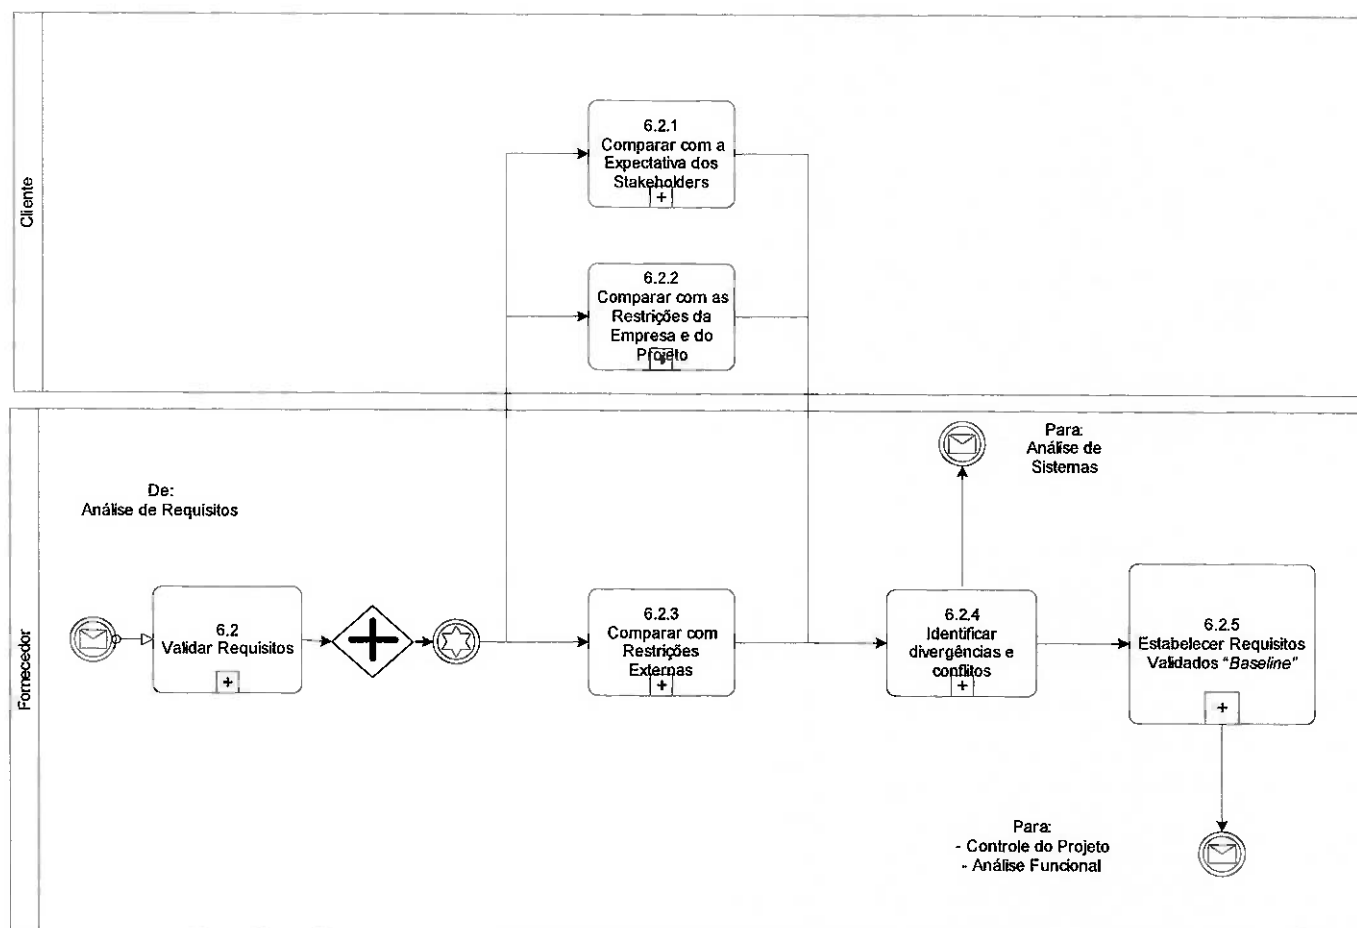 Cliente
6.2.1
Comparar com a
Expectativa dos
Stakeholders
+
6.2.2
Comparar com as
Restrições da
Empresa e do
Projeto
+
Fornecedor
De:
Análise de Requisitos
6.2
Validar Requisitos
+
6.2.3
Comparar com
Restrições
Externas
+
Para:
Análise de
Sistemas
6.2.4
Identificar
divergências e
conflitos
+
6.2.5
Estabelecer Requisitos
Validados "Baseline"
+
Para:
- Controle do Projeto
- Análise Funcional